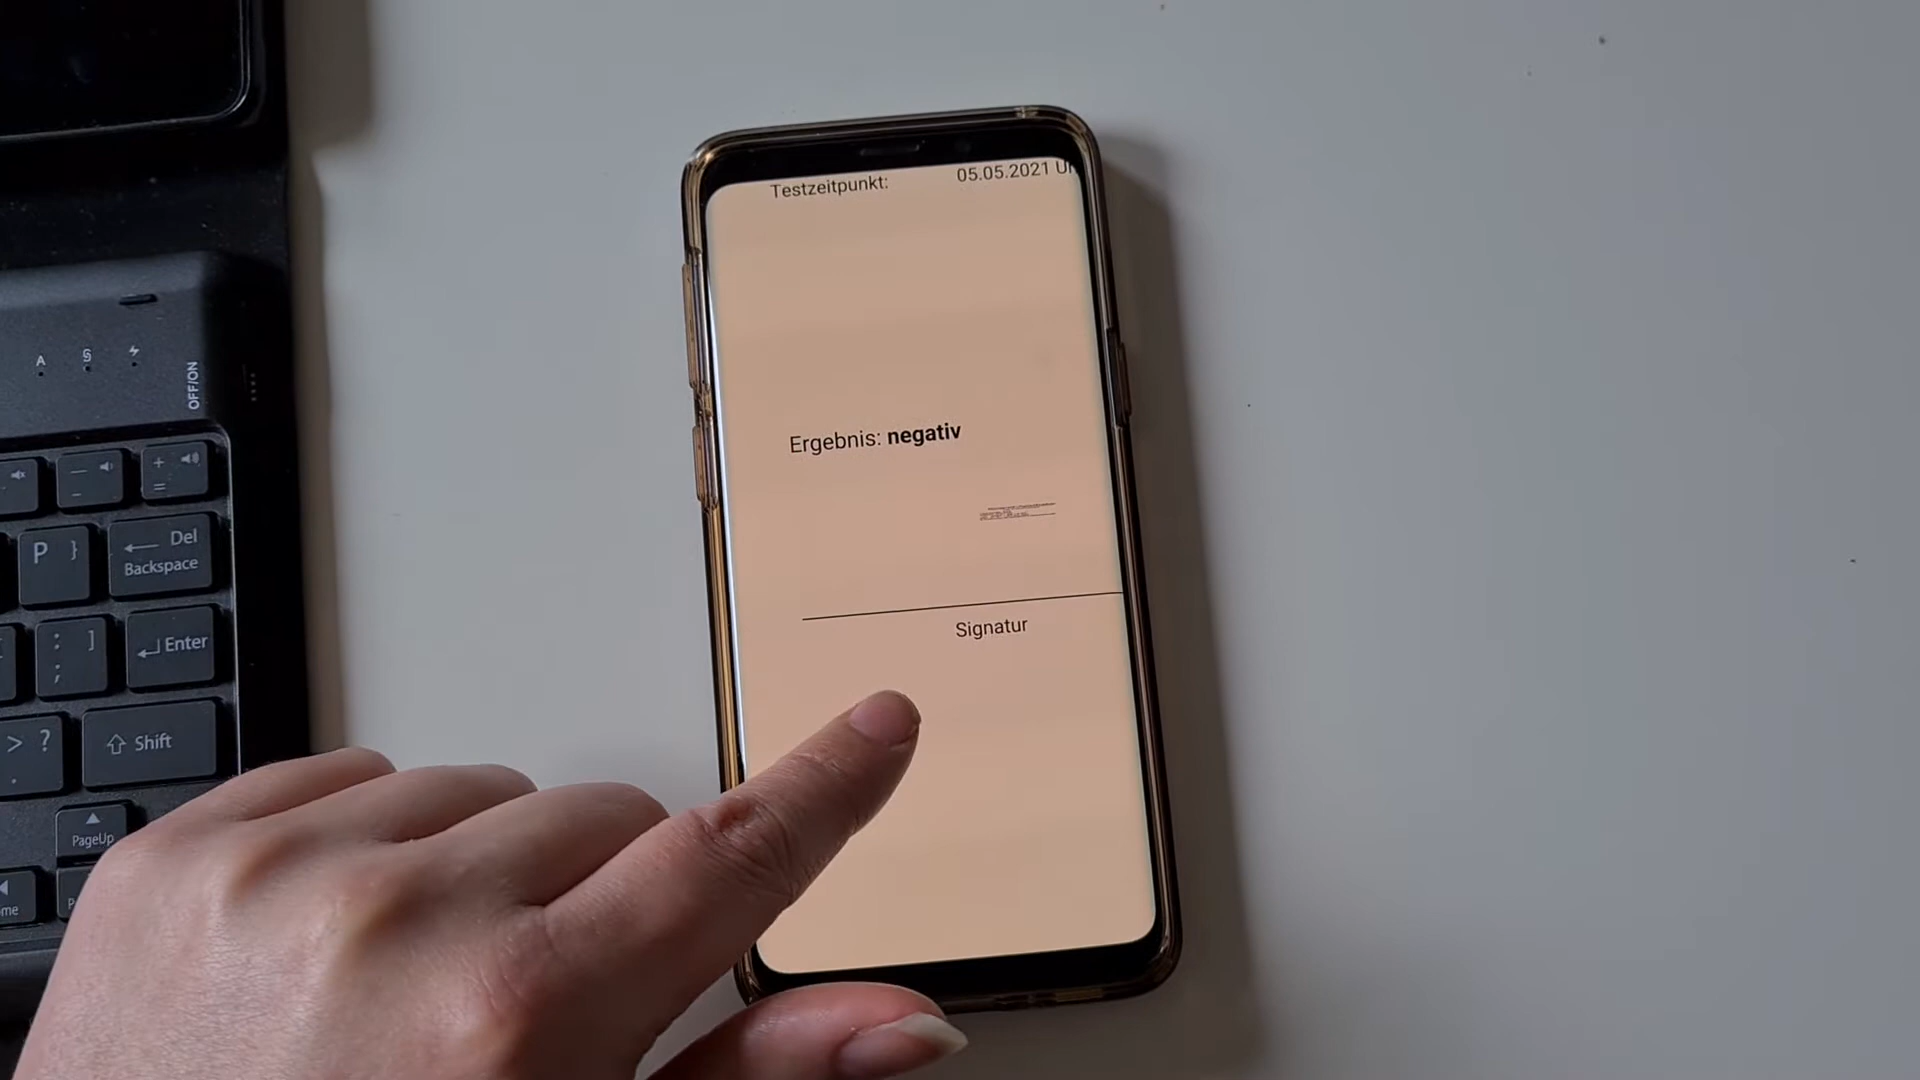 Testzeitpunkt: 05.05.2021
Ergebnis: negativ
Signatur
A
OFF/ON
+
=
P }
Del
Backspace
: ]
;
Enter
> ?
.
Shift
PageUp